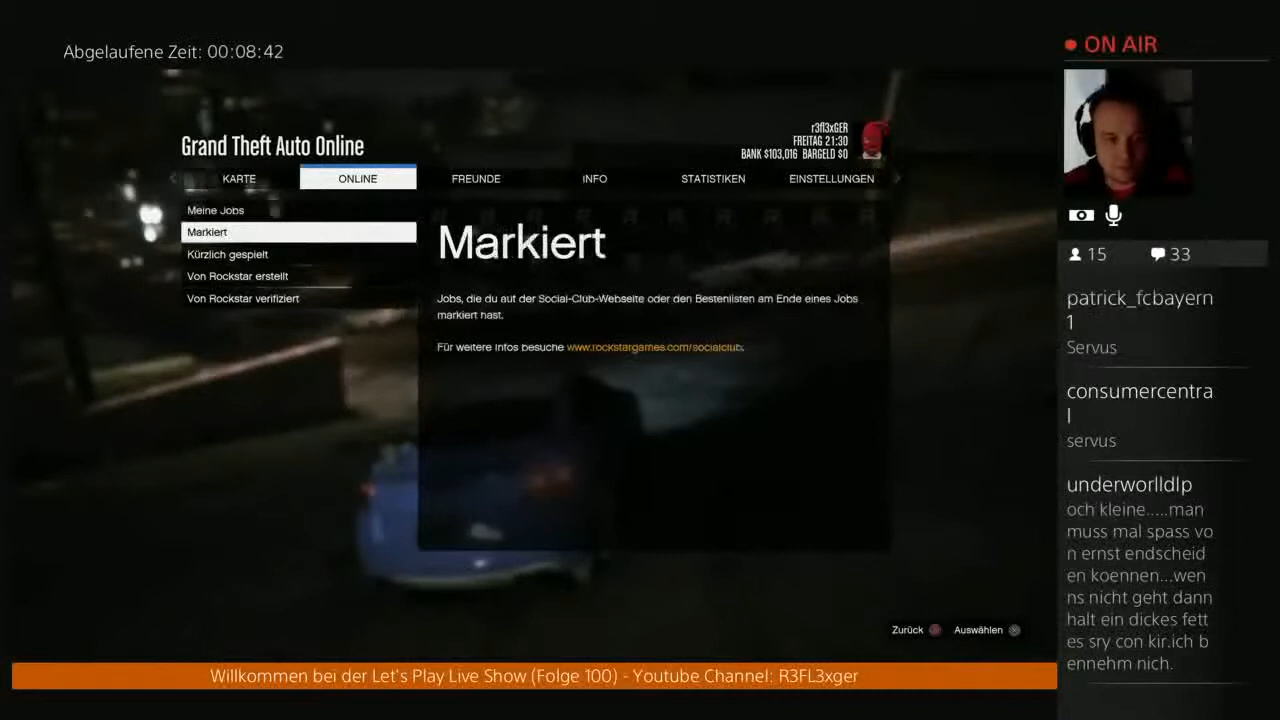 Abgelaufene Zeit: 00:08:42
ON AIR
Grand Theft Auto Online
r3fl3xGER
FREITAG 21:30
BANK $103,016 BARGELD $0
KARTE
ONLINE
FREUNDE
INFO
STATISTIKEN
EINSTELLUNGEN
Meine Jobs
Markiert
Kürzlich gespielt
Von Rockstar erstellt
Von Rockstar verifiziert
Markiert
Jobs, die du auf der Social-Club-Webseite oder den Bestenlisten am Ende eines Jobs
markiert hast.
Für weitere Infos besuche www.rockstargames.com/socialclub.
Zurück
Auswählen
Willkommen bei der Let's Play Live Show (Folge 100) - Youtube Channel: R3FL3xger
15
33
patrick_fcbayern
1
Servus
consumercentra
l
servus
underworlldlp
och kleine.....man
muss mal spass vo
n ernst endscheid
en koennen...wen
ns nicht geht dann
halt ein dickes fett
es sry con kir.ich b
ennehm nich.